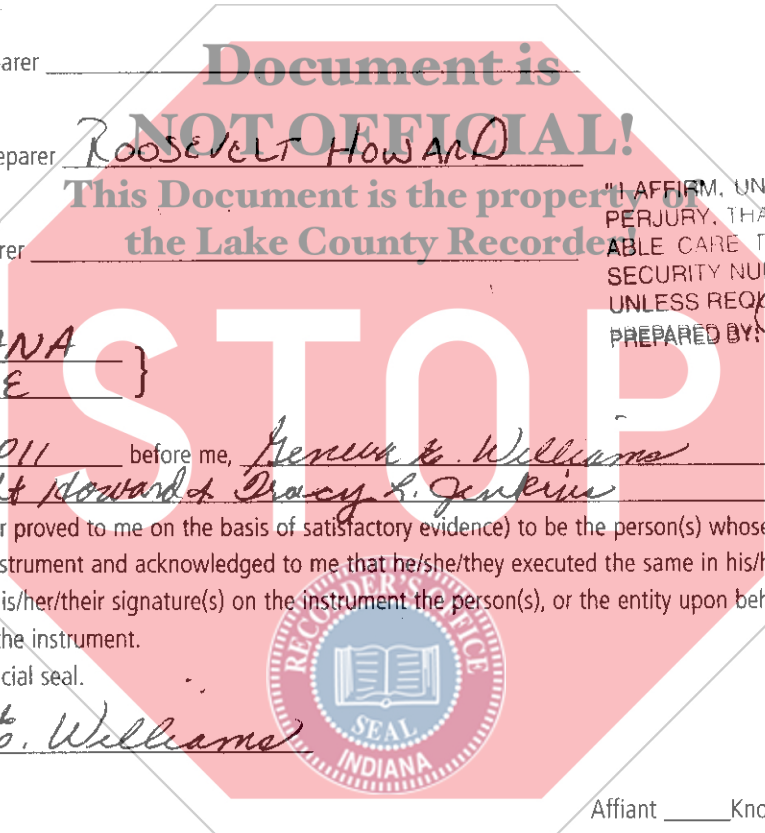 arer
Document is
eparer ROOSEVELT HOWARD
NOT OFFICIAL!
This Document is the property of
the Lake County Recorder!
rer
"I AFFIRM, UN
PERJURY, THA
ABLE CARE T
SECURITY NU
UNLESS REQ
PREPARED BY:
ANA
E }
STOP
011 before me, Geneva E. Williams
t Howard & Tracy L. Jenkins
r proved to me on the basis of satisfactory evidence) to be the person(s) whose
strument and acknowledged to me that he/she/they executed the same in his/h
is/her/their signature(s) on the instrument the person(s), or the entity upon beh
the instrument.
cial seal.
E. Williams
RECORDER'S OFFICE
SEAL
INDIANA
Affiant Kno